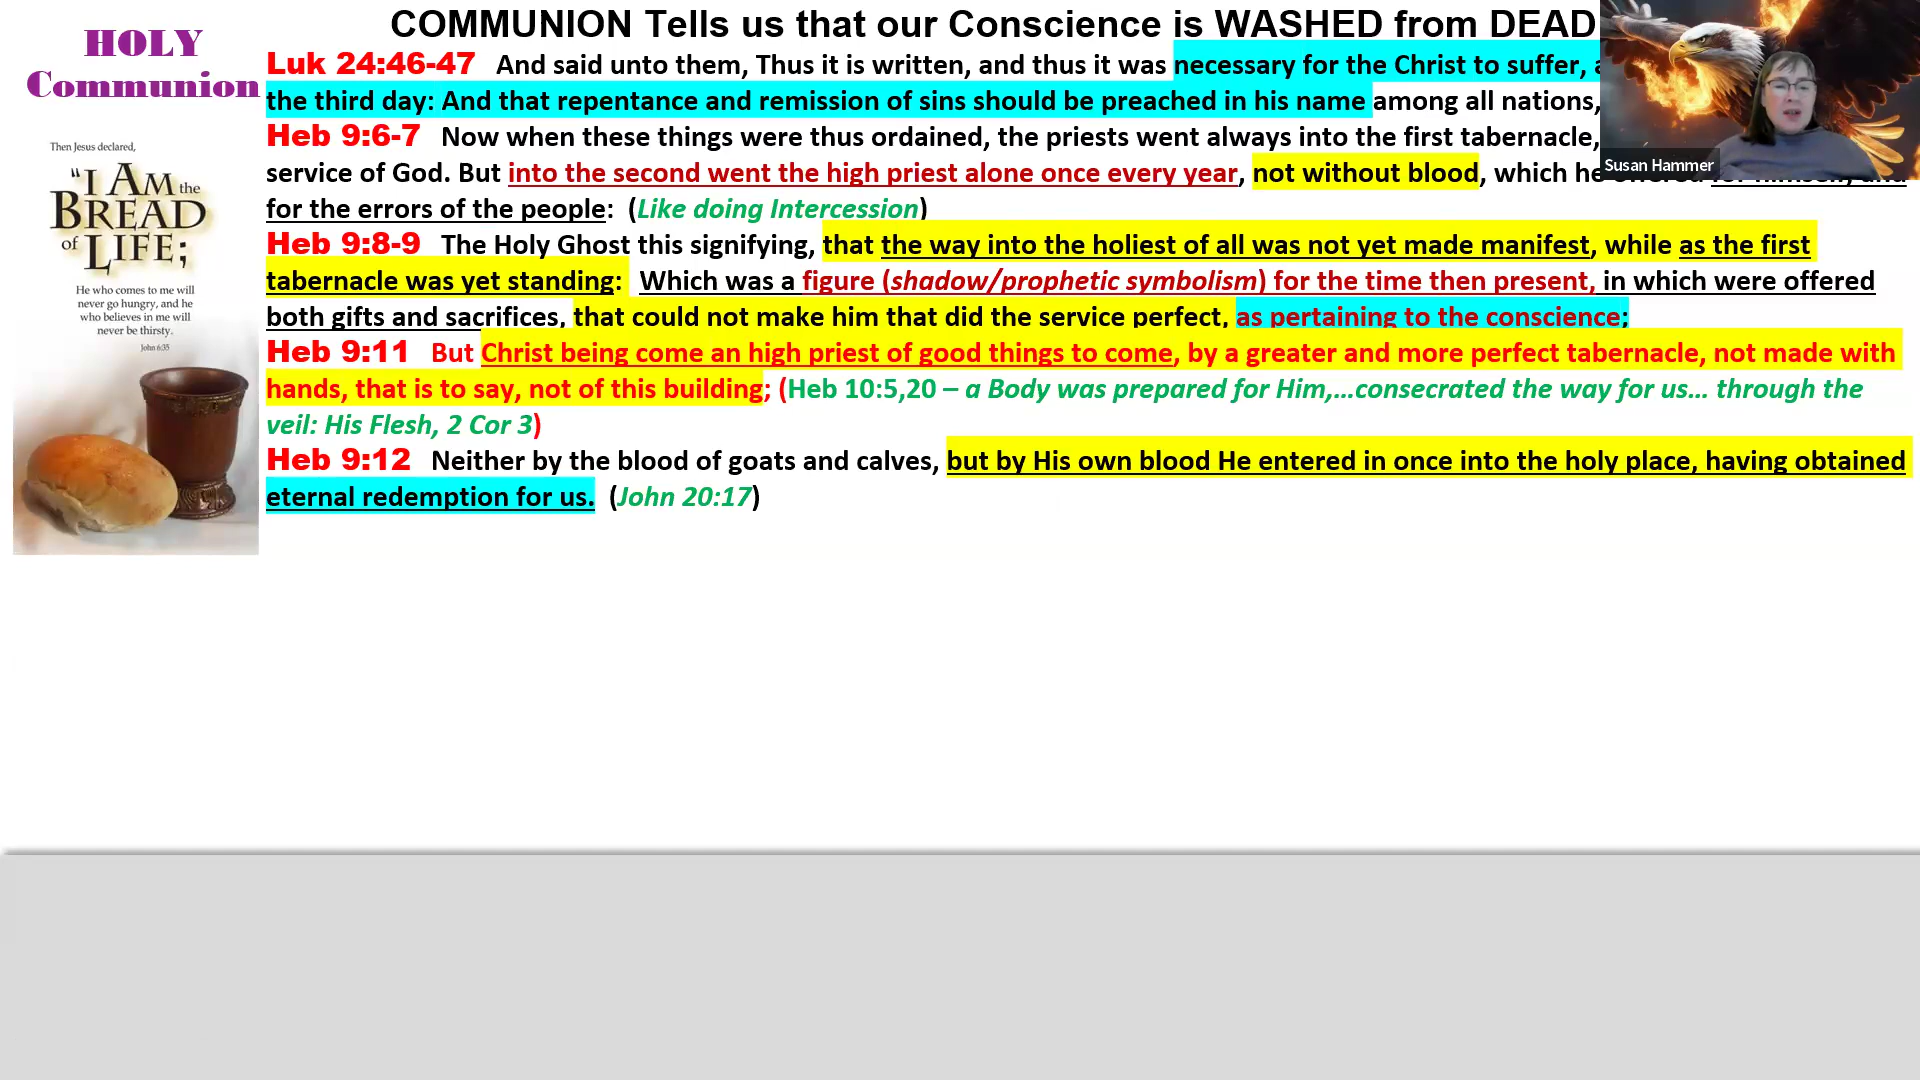 HOLY
Communion
Then Jesus declared,
"I AM the
BREAD
of LIFE;
He who comes to me will
never go hungry, and he
who believes in me will
never be thirsty.
John 6:35
COMMUNION Tells us that our Conscience is WASHED from DEAD
Luk 24:46-47 And said unto them, Thus it is written, and thus it was necessary for the Christ to suffer,
the third day: And that repentance and remission of sins should be preached in his name among all nations,
Heb 9:6-7 Now when these things were thus ordained, the priests went always into the first tabernacle,
service of God. But into the second went the high priest alone once every year, not without blood, which he offered for himself, and
for the errors of the people: (Like doing Intercession)
Heb 9:8-9 The Holy Ghost this signifying, that the way into the holiest of all was not yet made manifest, while as the first
tabernacle was yet standing: Which was a figure (shadow/prophetic symbolism) for the time then present, in which were offered
both gifts and sacrifices, that could not make him that did the service perfect, as pertaining to the conscience;
Heb 9:11 But Christ being come an high priest of good things to come, by a greater and more perfect tabernacle, not made with
hands, that is to say, not of this building; (Heb 10:5,20 – a Body was prepared for Him,...consecrated the way for us... through the
veil: His Flesh, 2 Cor 3)
Heb 9:12 Neither by the blood of goats and calves, but by His own blood He entered in once into the holy place, having obtained
eternal redemption for us. (John 20:17)
Susan Hammer